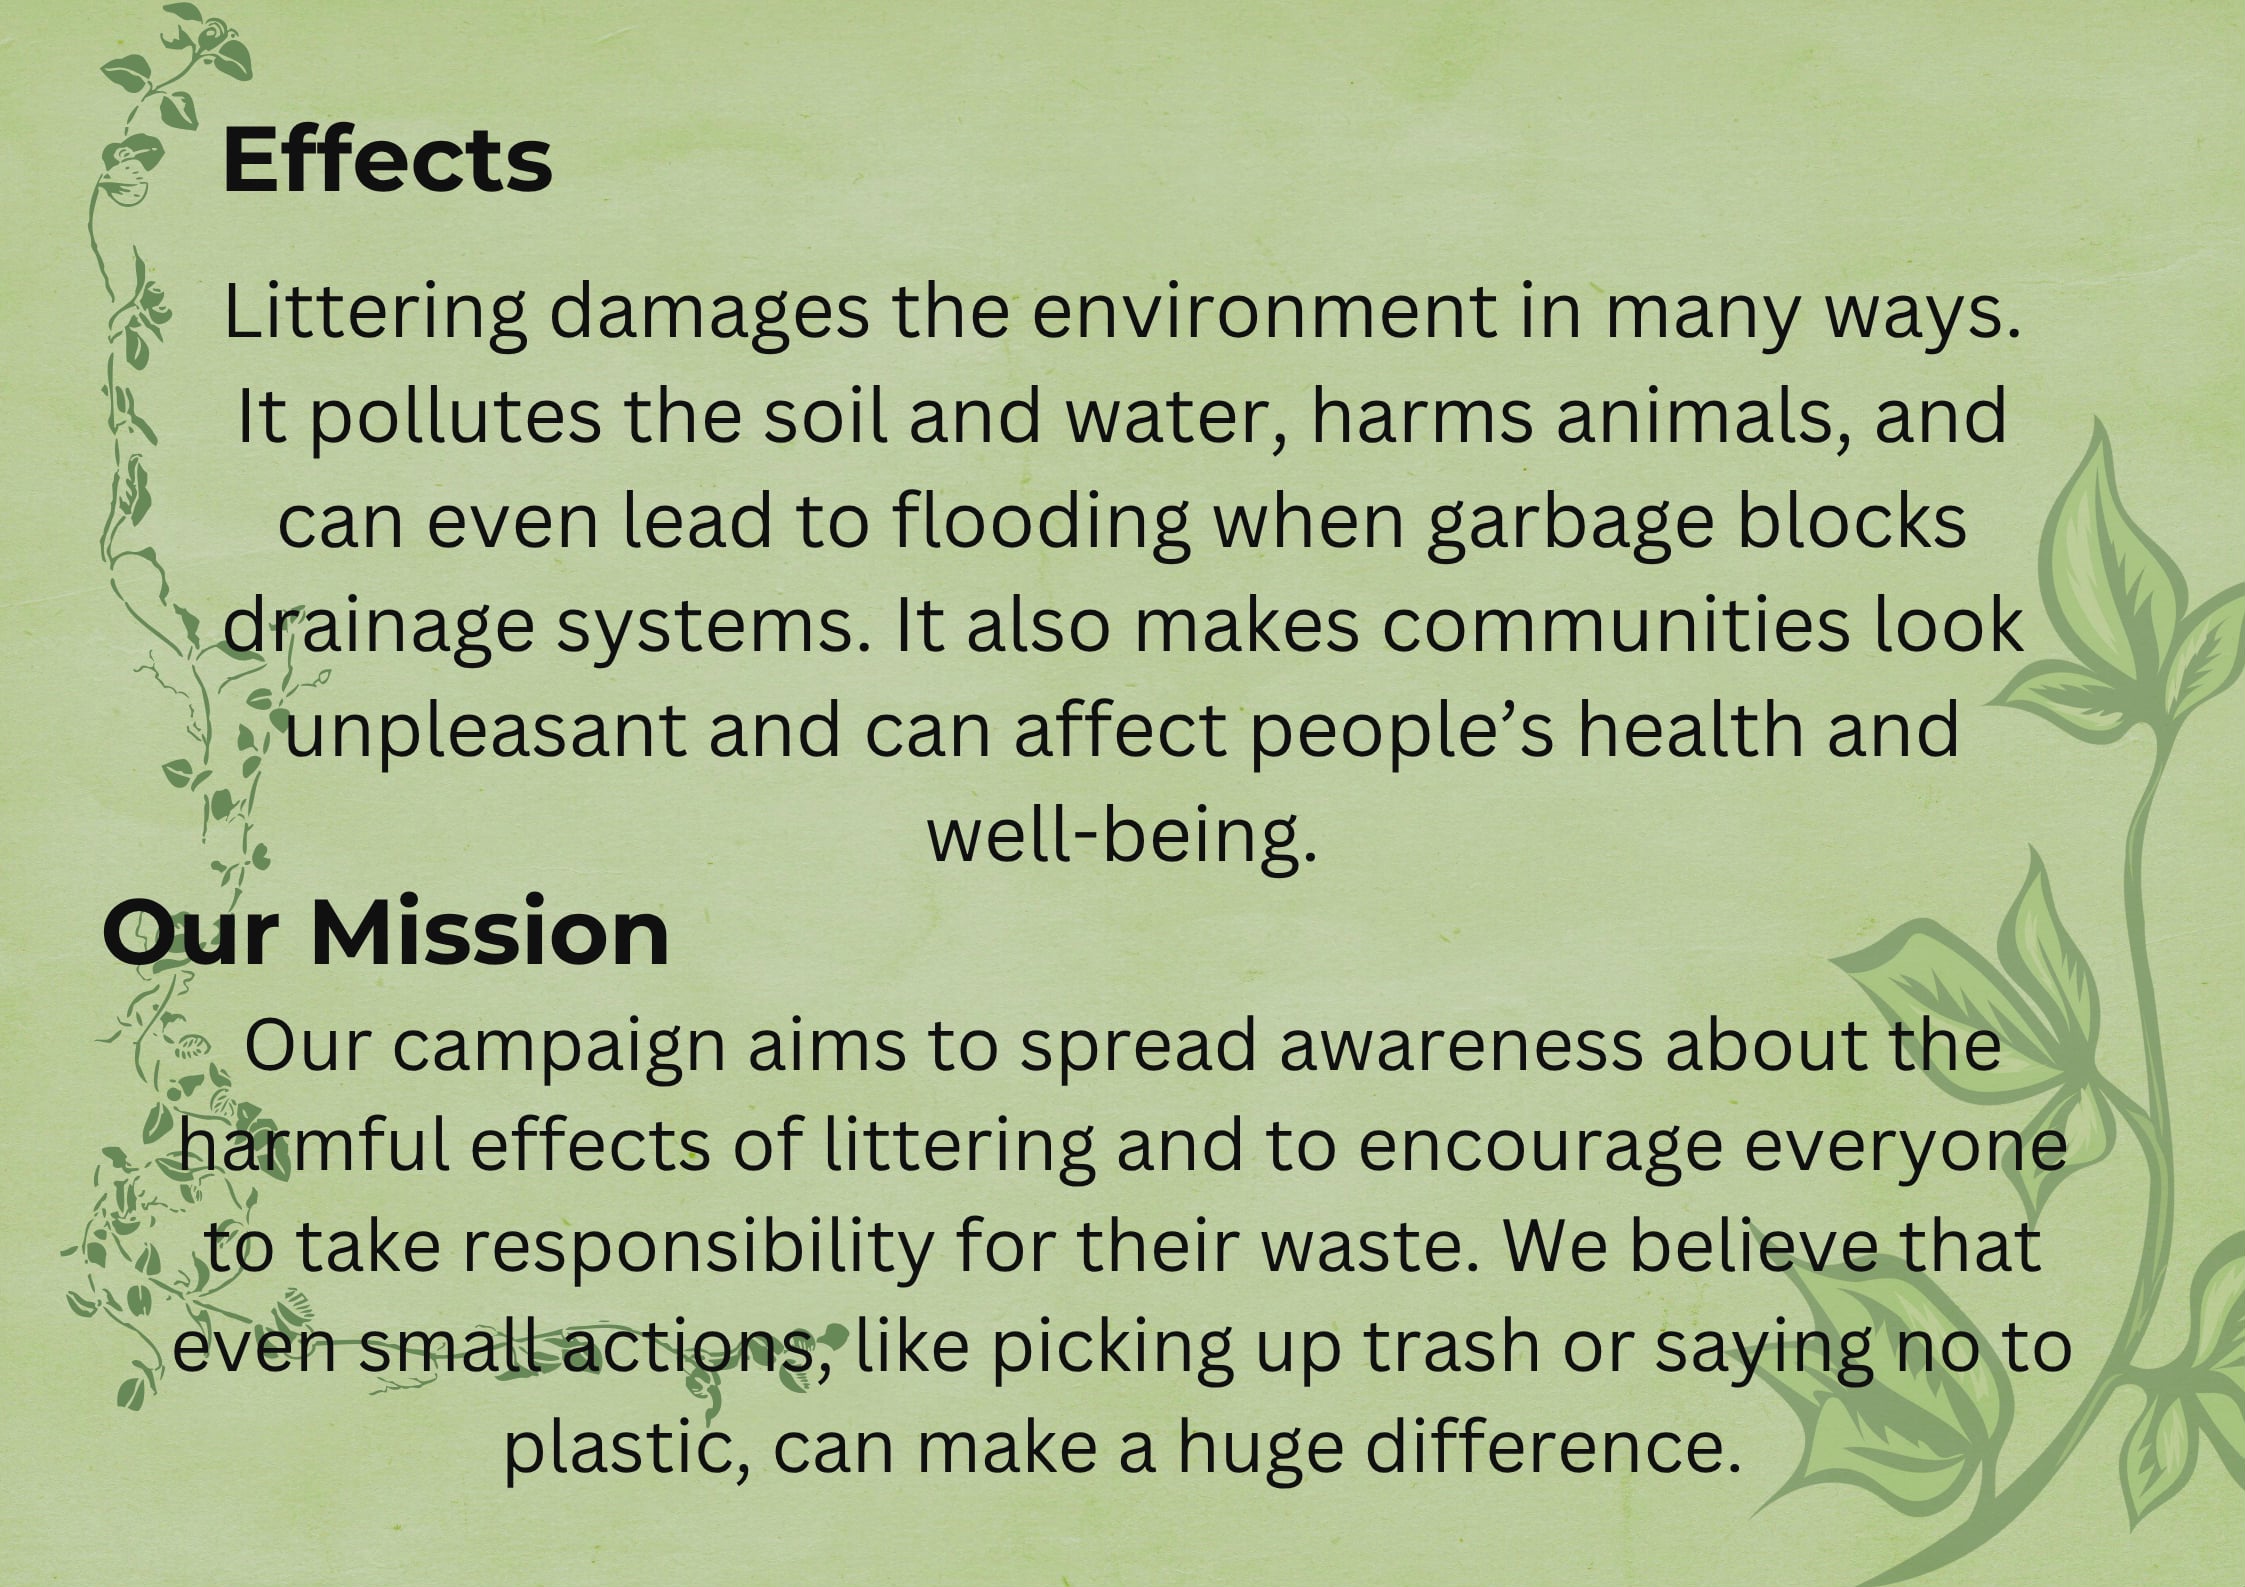 Effects
Littering damages the environment in many ways.
It pollutes the soil and water, harms animals, and
can even lead to flooding when garbage blocks
drainage systems. It also makes communities look
unpleasant and can affect people’s health and
well-being.
Our Mission
Our campaign aims to spread awareness about the
harmful effects of littering and to encourage everyone
to take responsibility for their waste. We believe that
even small actions, like picking up trash or saying no to
plastic, can make a huge difference.